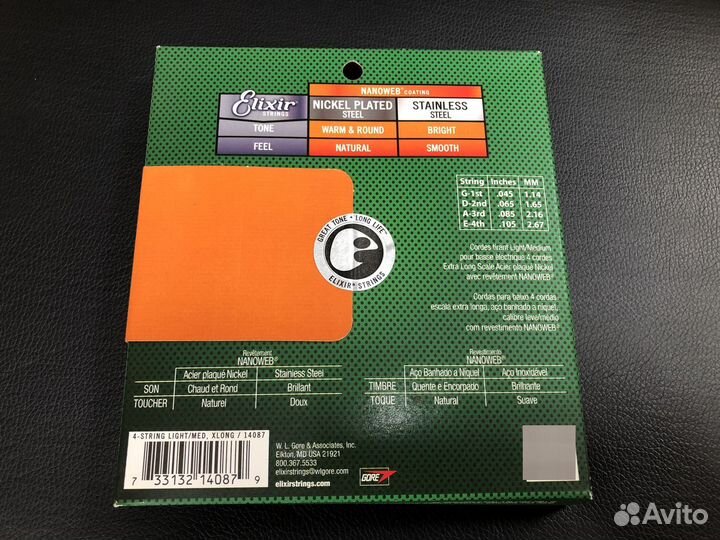 NANOWEB® COATING
Elixir STRINGS NICKEL PLATED STEEL STAINLESS STEEL
TONE WARM & ROUND BRIGHT
FEEL NATURAL SMOOTH
String Inches MM
G-1st .045 1.14
D-2nd .065 1.65
A-3rd .085 2.16
E-4th .105 2.67
GREAT TONE • LONG LIFE™
ELIXIR® STRINGS
Cordes tirant Light/Medium
pour basse électrique 4 cordes
Extra Long Scale Acier plaqué Nickel
avec revêtement NANOWEB®
Cordas para baixo 4 cordas
escala extra longa, aço banhado a níquel,
calibre leve/médio
com revestimento NANOWEB®
Revêtement
NANOWEB®
Acier plaqué Nickel Stainless Steel
SON Chaud et Rond Brillant
TOUCHER Naturel Doux
Revestimento
NANOWEB®
Aço Banhado a Níquel Aço Inoxidável
TIMBRE Quente e Encorpado Brilhante
TOQUE Natural Suave
4-STRING LIGHT/MED, XLONG / 14087
7 33132 14087 9
W. L. Gore & Associates, Inc.
Elkton, MD USA 21921
800.367.5533
elixirstrings@wlgore.com
elixirstrings.com
GORE
Avito